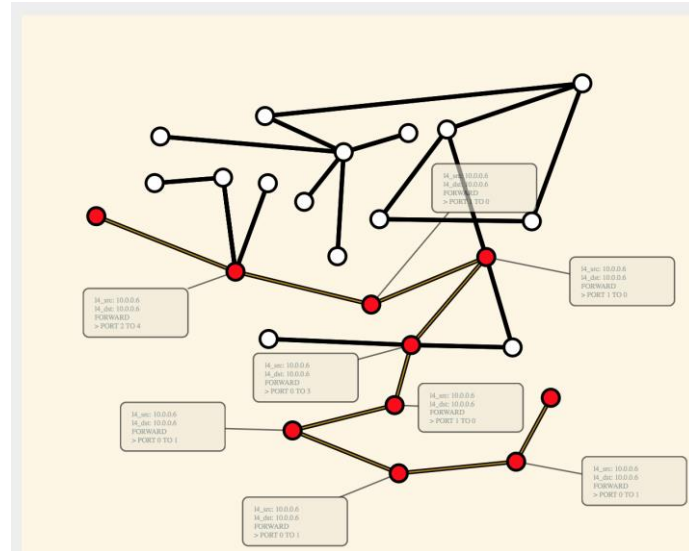 l4_src: 10.0.0.6
l4_dst: 10.0.0.6
FORWARD
> PORT 1 TO 0
l4_src: 10.0.0.6
l4_dst: 10.0.0.6
FORWARD
> PORT 1 TO 0
l4_src: 10.0.0.6
l4_dst: 10.0.0.6
FORWARD
> PORT 2 TO 4
l4_src: 10.0.0.6
l4_dst: 10.0.0.6
FORWARD
> PORT 0 TO 3
l4_src: 10.0.0.6
l4_dst: 10.0.0.6
FORWARD
> PORT 1 TO 0
l4_src: 10.0.0.6
l4_dst: 10.0.0.6
FORWARD
> PORT 0 TO 1
l4_src: 10.0.0.6
l4_dst: 10.0.0.6
FORWARD
> PORT 0 TO 1
l4_src: 10.0.0.6
l4_dst: 10.0.0.6
FORWARD
> PORT 0 TO 1